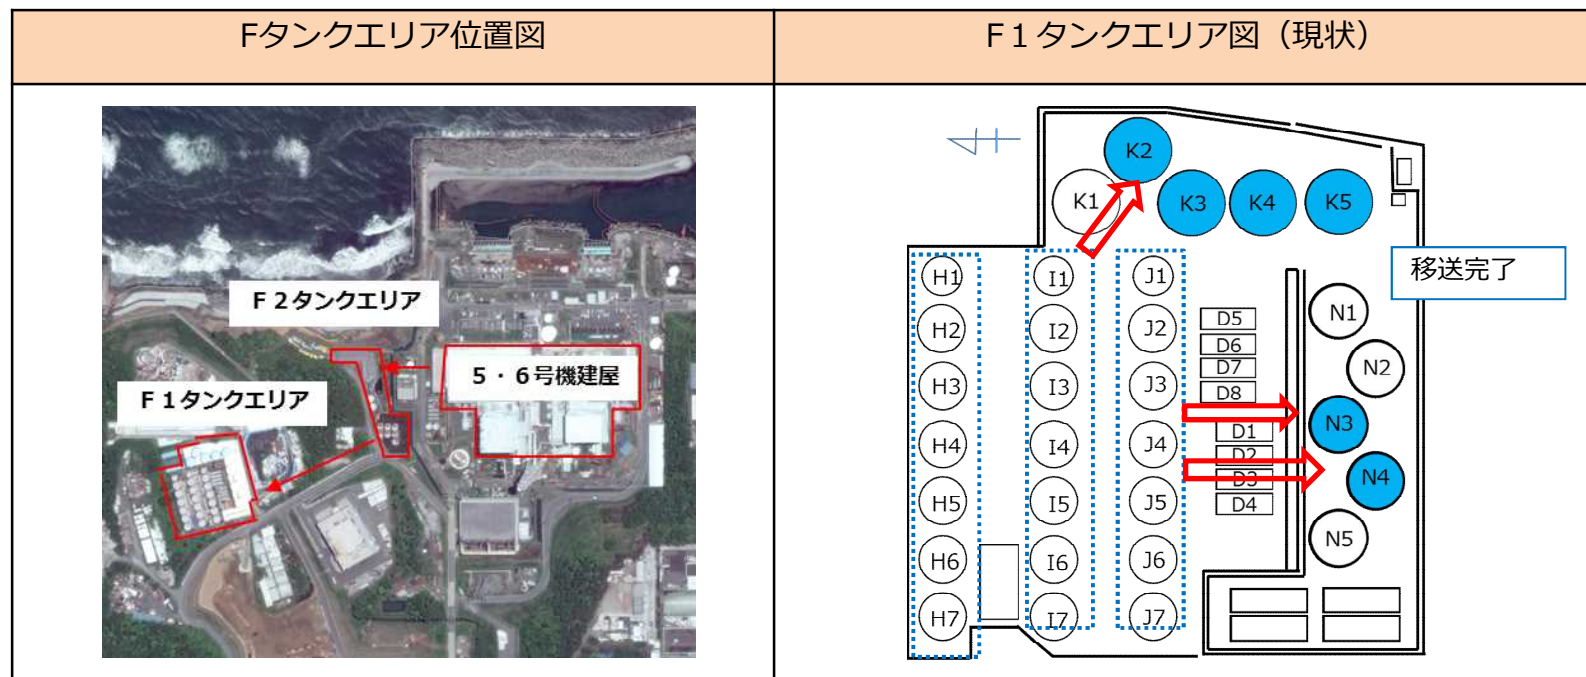 Fタンクエリア位置図
F1タンクエリア図（現状）
F2タンクエリア
5・6号機建屋
F1タンクエリア
K2
K1
K3
K4
K5
移送完了
H1
I1
J1
H2
I2
J2
H3
I3
J3
H4
I4
J4
H5
I5
J5
H6
I6
J6
H7
I7
J7
D5
D6
D7
D8
D1
D2
D3
D4
N1
N2
N3
N4
N5